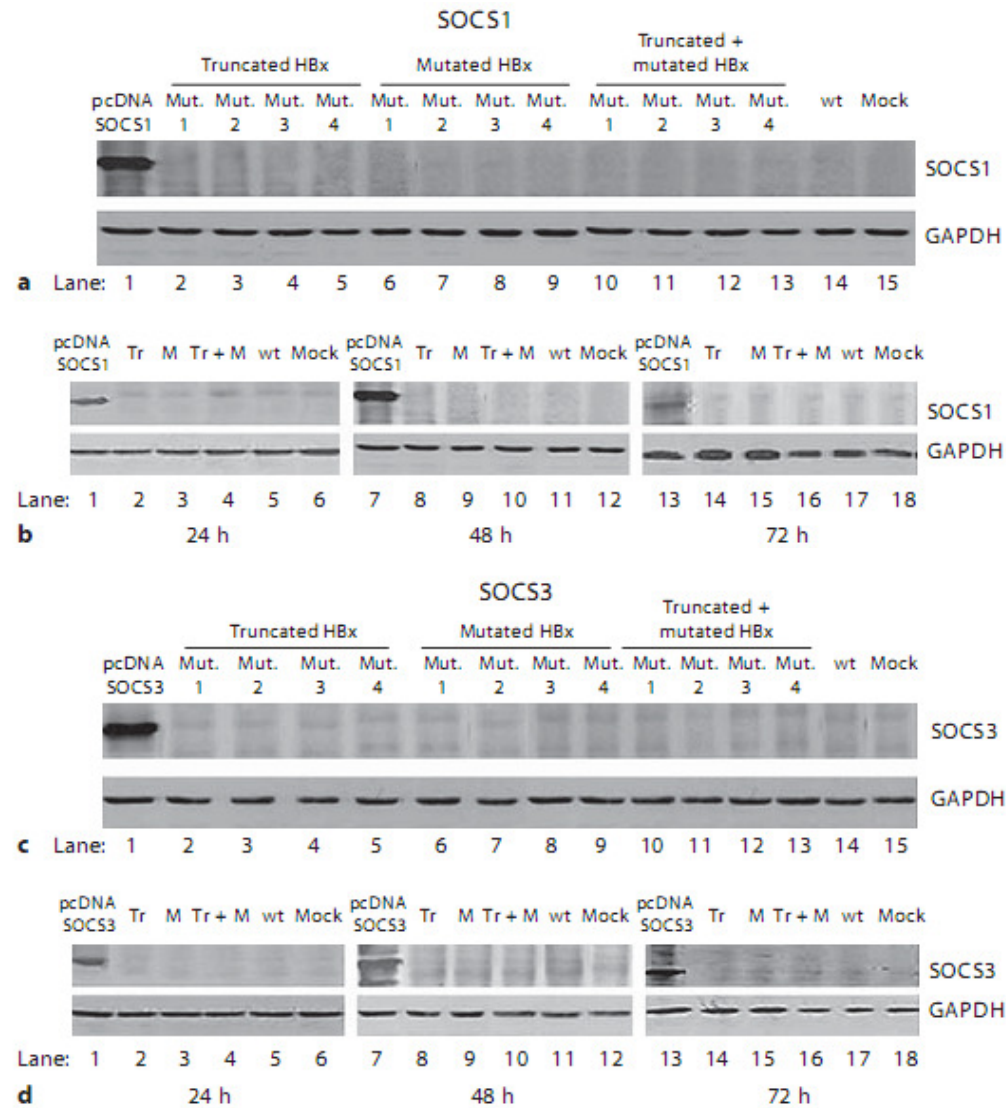 SOCS1
Truncated HBx Mutated HBx Truncated + mutated HBx
pcDNA SOCS1 Mut. 1 Mut. 2 Mut. 3 Mut. 4 Mut. 1 Mut. 2 Mut. 3 Mut. 4 Mut. 1 Mut. 2 Mut. 3 Mut. 4 wt Mock
SOCS1
GAPDH
a Lane: 1 2 3 4 5 6 7 8 9 10 11 12 13 14 15
pcDNA SOCS1 Tr M Tr + M wt Mock pcDNA SOCS1 Tr M Tr + M wt Mock pcDNA SOCS1 Tr M Tr + M wt Mock
SOCS1
GAPDH
Lane: 1 2 3 4 5 6 7 8 9 10 11 12 13 14 15 16 17 18
b 24 h 48 h 72 h
SOCS3
Truncated HBx Mutated HBx Truncated + mutated HBx
pcDNA SOCS3 Mut. 1 Mut. 2 Mut. 3 Mut. 4 Mut. 1 Mut. 2 Mut. 3 Mut. 4 Mut. 1 Mut. 2 Mut. 3 Mut. 4 wt Mock
SOCS3
GAPDH
c Lane: 1 2 3 4 5 6 7 8 9 10 11 12 13 14 15
pcDNA SOCS3 Tr M Tr + M wt Mock pcDNA SOCS3 Tr M Tr + M wt Mock pcDNA SOCS3 Tr M Tr + M wt Mock
SOCS3
GAPDH
Lane: 1 2 3 4 5 6 7 8 9 10 11 12 13 14 15 16 17 18
d 24 h 48 h 72 h